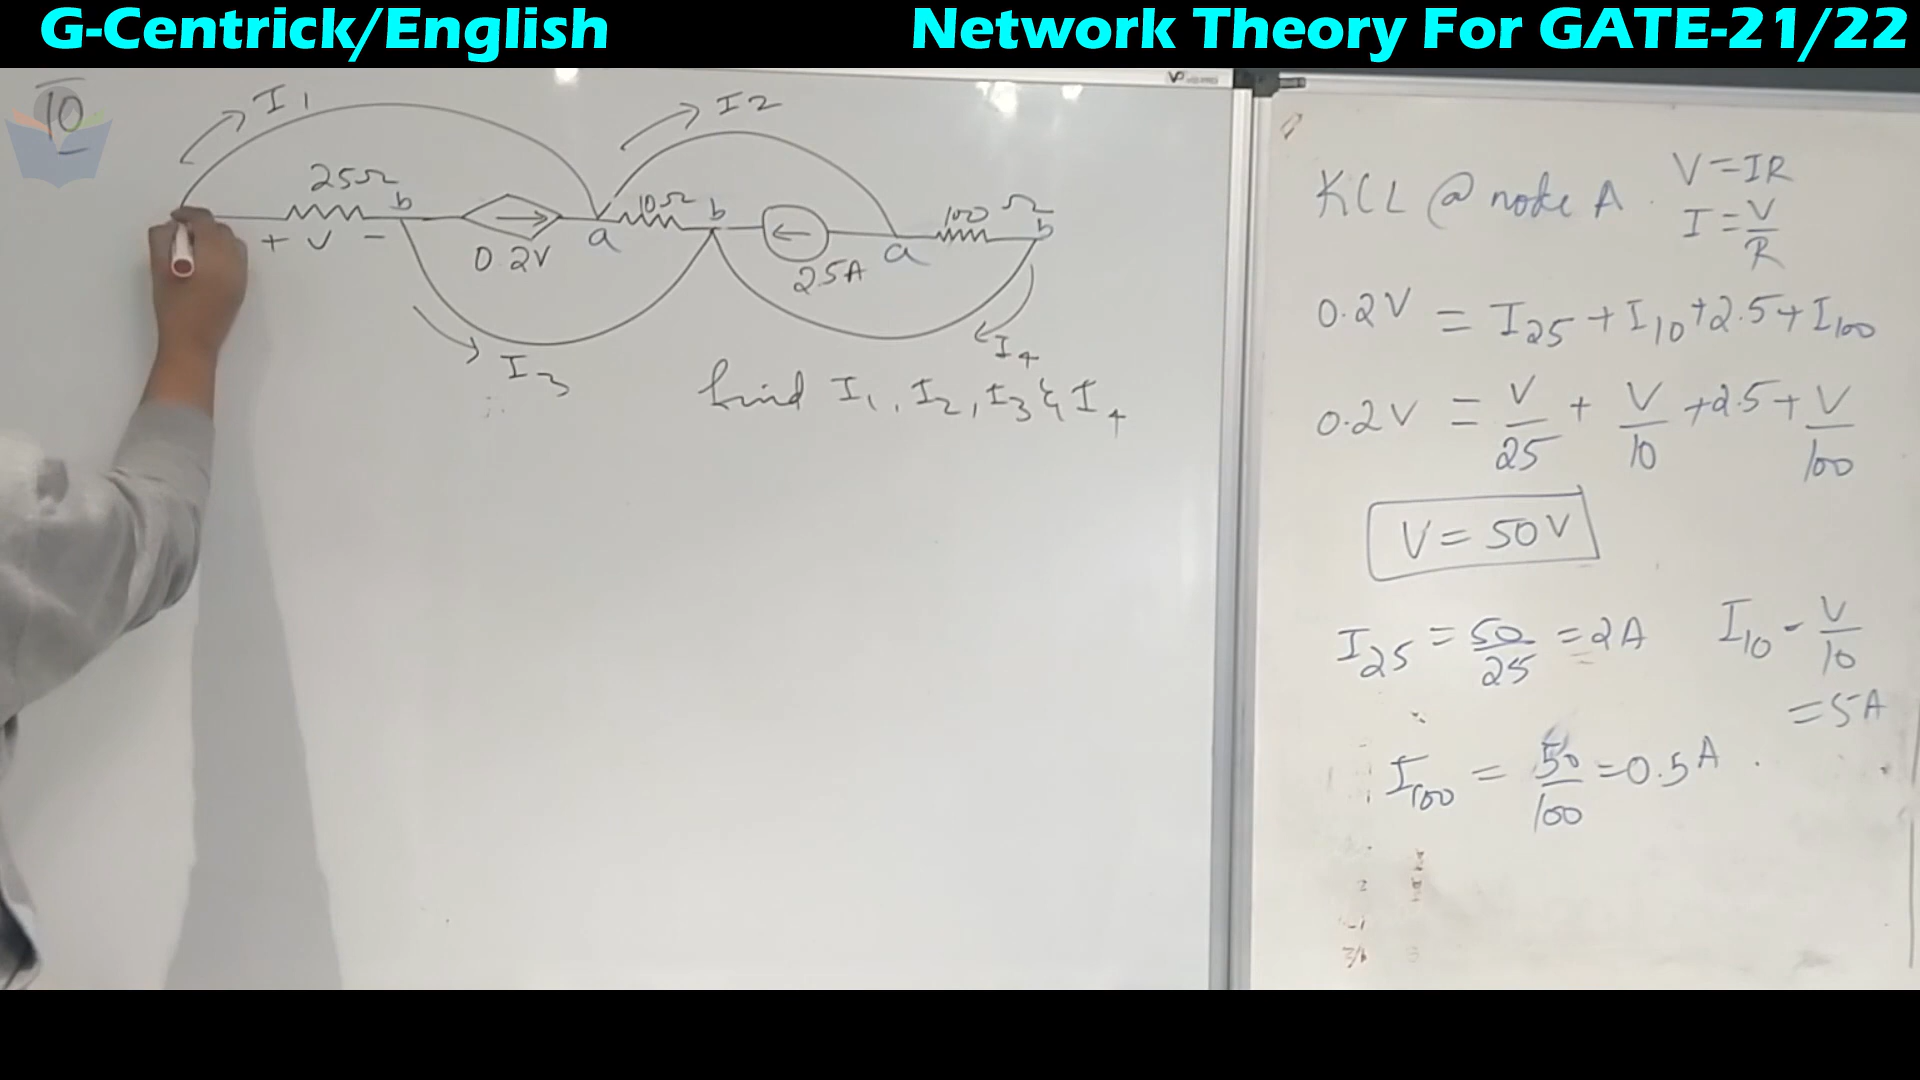 G-Centrick/English
Network Theory For GATE-21/22
10
I1
I2
25Ω
b
10Ω
b
100 Ω
b
+ V -
0.2V
a
2.5A
a
I3
I4
find I1, I2, I3 & I4
KCL @ node A
V = IR
I = V/R
0.2V = I25 + I10 + 2.5 + I100
0.2V = V/25 + V/10 + 2.5 + V/100
V = 50V
I25 = 50/25 = 2A
I10 - V/10
= 5A
I100 = 50/100 = 0.5A